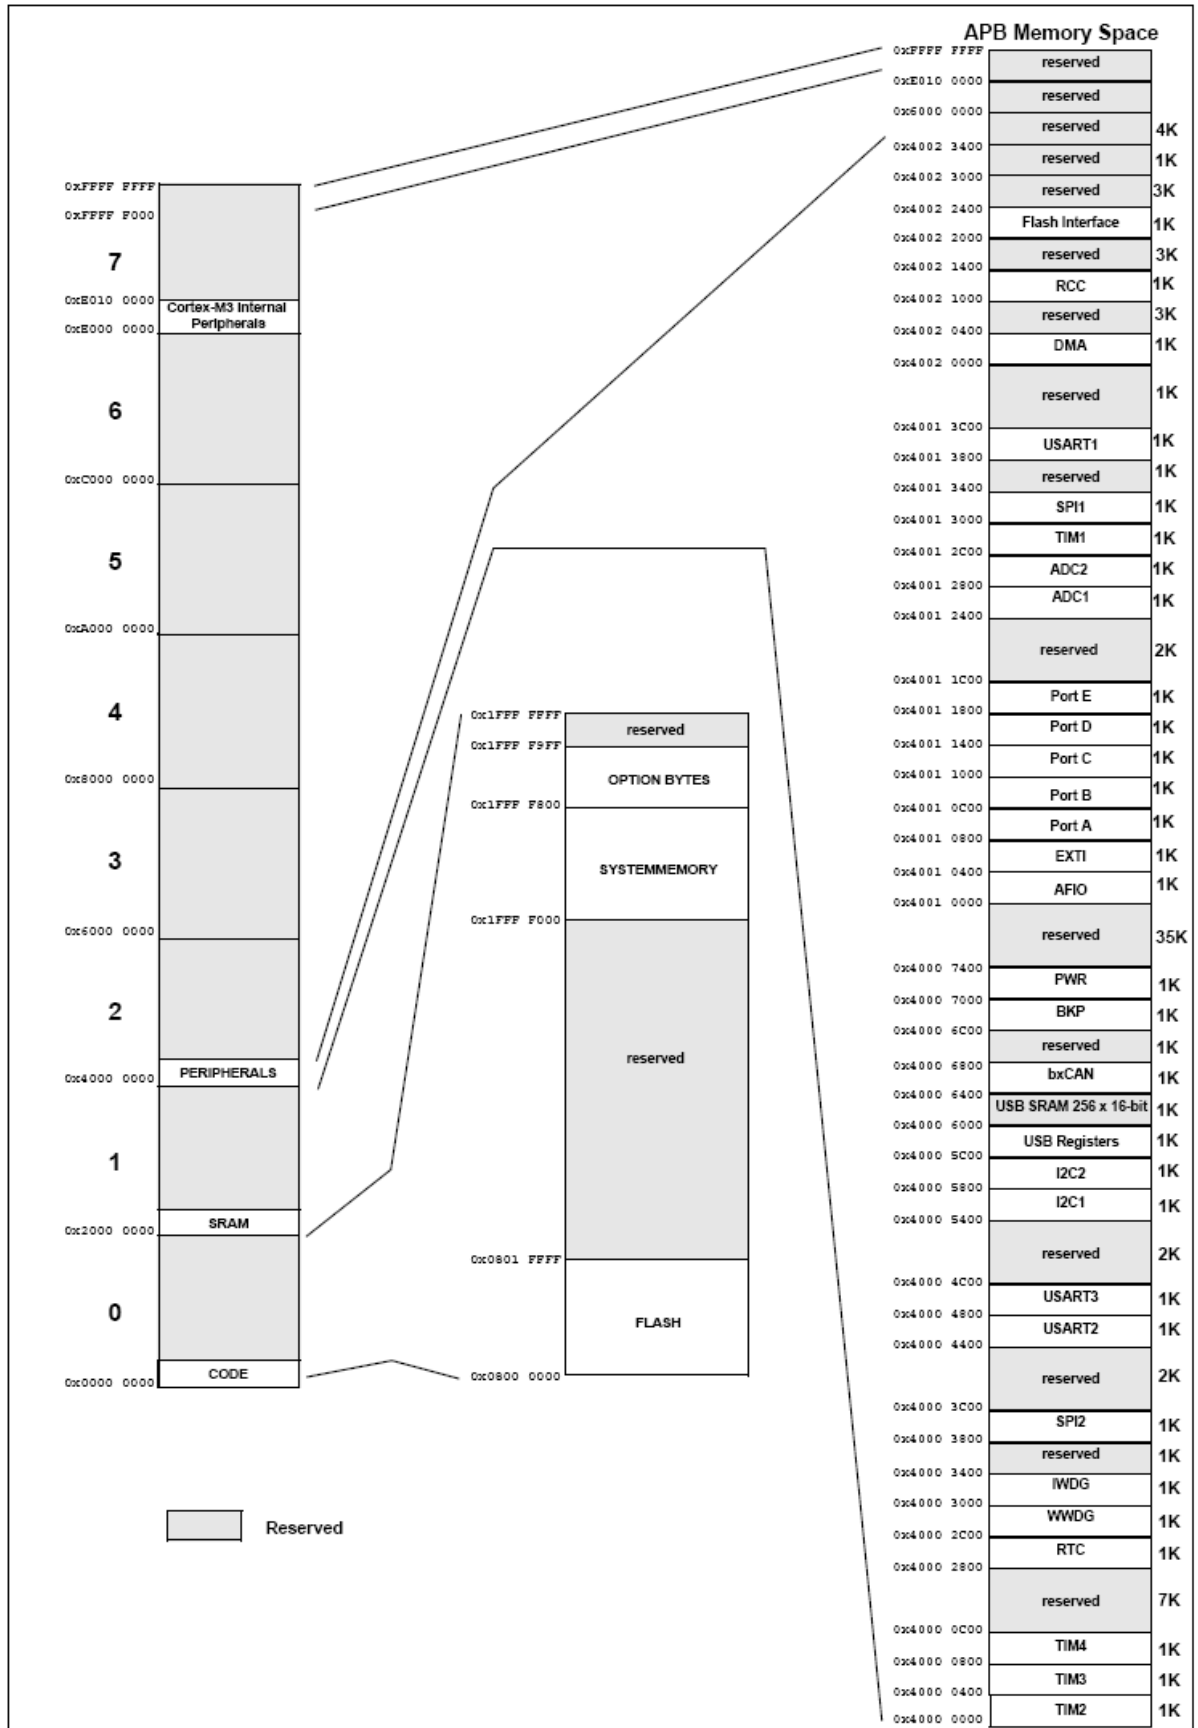 APB Memory Space
0xFFFF FFFF
reserved
0xE010 0000
reserved
0x6000 0000
reserved 4K
0x4002 3400
reserved 1K
0x4002 3000
reserved 3K
0x4002 2400
Flash Interface 1K
0x4002 2000
reserved 3K
0x4002 1400
RCC 1K
0x4002 1000
reserved 3K
0x4002 0400
DMA 1K
0x4002 0000
reserved 1K
0x4001 3C00
USART1 1K
0x4001 3800
reserved 1K
0x4001 3400
SPI1 1K
0x4001 3000
TIM1 1K
0x4001 2C00
ADC2 1K
0x4001 2800
ADC1 1K
0x4001 2400
reserved 2K
0x4001 1C00
Port E 1K
0x4001 1800
Port D 1K
0x4001 1400
Port C 1K
0x4001 1000
Port B 1K
0x4001 0C00
Port A 1K
0x4001 0800
EXTI 1K
0x4001 0400
AFIO 1K
0x4001 0000
reserved 35K
0x4000 7400
PWR 1K
0x4000 7000
BKP 1K
0x4000 6C00
reserved 1K
0x4000 6800
bxCAN 1K
0x4000 6400
USB SRAM 256 x 16-bit 1K
0x4000 6000
USB Registers 1K
0x4000 5C00
I2C2 1K
0x4000 5800
I2C1 1K
0x4000 5400
reserved 2K
0x4000 4C00
USART3 1K
0x4000 4800
USART2 1K
0x4000 4400
reserved 2K
0x4000 3C00
SPI2 1K
0x4000 3800
reserved 1K
0x4000 3400
IWDG 1K
0x4000 3000
WWDG 1K
0x4000 2C00
RTC 1K
0x4000 2800
reserved 7K
0x4000 0C00
TIM4 1K
0x4000 0800
TIM3 1K
0x4000 0400
TIM2 1K
0x4000 0000
0xFFFF FFFF
0xFFFF F000
7
0xE010 0000
Cortex-M3 Internal
Peripherals
0xE000 0000
6
0xC000 0000
5
0xA000 0000
4
0x8000 0000
3
0x6000 0000
2
PERIPHERALS
0x4000 0000
1
SRAM
0x2000 0000
0
CODE
0x0000 0000
0x1FFF FFFF
reserved
0x1FFF F9FF
OPTION BYTES
0x1FFF F800
SYSTEMMEMORY
0x1FFF F000
reserved
0x0801 FFFF
FLASH
0x0800 0000
Reserved